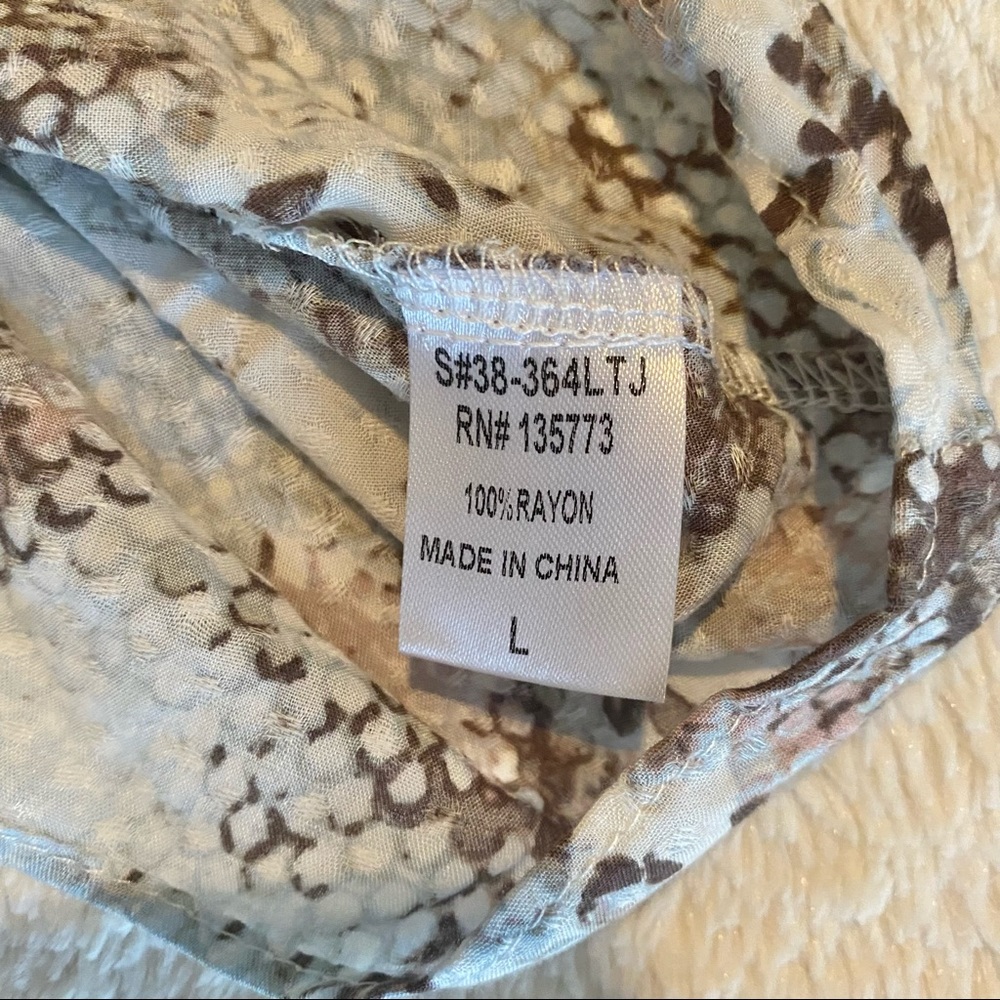 S#38-364LTJ
RN# 135773
100% RAYON
MADE IN CHINA
L